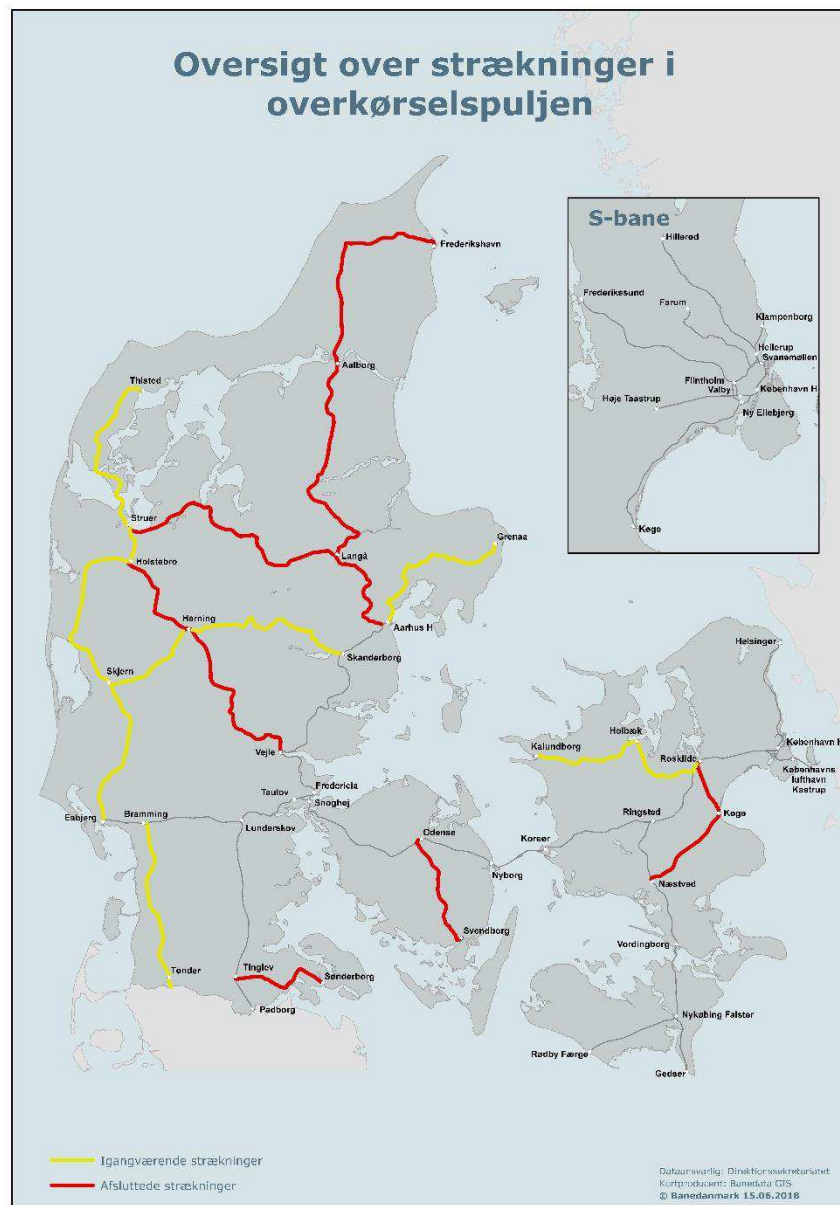 Oversigt over strækninger i
overkørselspuljen
S-bane
Hillerød
Frederikssund
Farum
Klampenborg
Hellerup
Svanemøllen
Flintholm
Valby
København H
Høje Taastrup
Ny Ellebjerg
Køge
Frederikshavn
Aalborg
Thisted
Struer
Holstebro
Langå
Grenaa
Herning
Aarhus H
Skanderborg
Skjern
Vejle
Helsingør
Holbæk
Kalundborg
Roskilde
København H
Københavns
lufthavn
Kastrup
Fredericia
Taulov
Snoghøj
Esbjerg
Bramming
Lunderskov
Odense
Nyborg
Korsør
Ringsted
Køge
Næstved
Svendborg
Vordingborg
Tønder
Tinglev
Sønderborg
Padborg
Nykøbing Falster
Rødby Færge
Gedser
Igangværende strækninger
Afsluttede strækninger
Dataansvarlig: Direktionssekretariatet
Kortproducent: Banedata GIS
© Banedanmark 15.06.2018